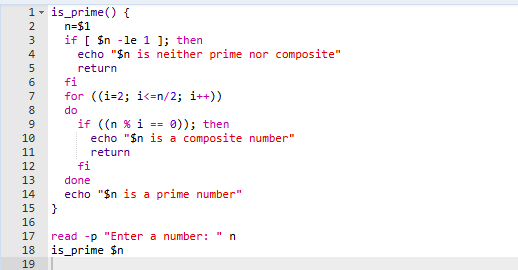 1 is_prime() {
2   n=$1
3   if [ $n -le 1 ]; then
4     echo "$n is neither prime nor composite"
5     return
6   fi
7   for ((i=2; i<=n/2; i++))
8   do
9     if ((n % i == 0)); then
10       echo "$n is a composite number"
11       return
12     fi
13   done
14   echo "$n is a prime number"
15 }
16
17 read -p "Enter a number: " n
18 is_prime $n
19